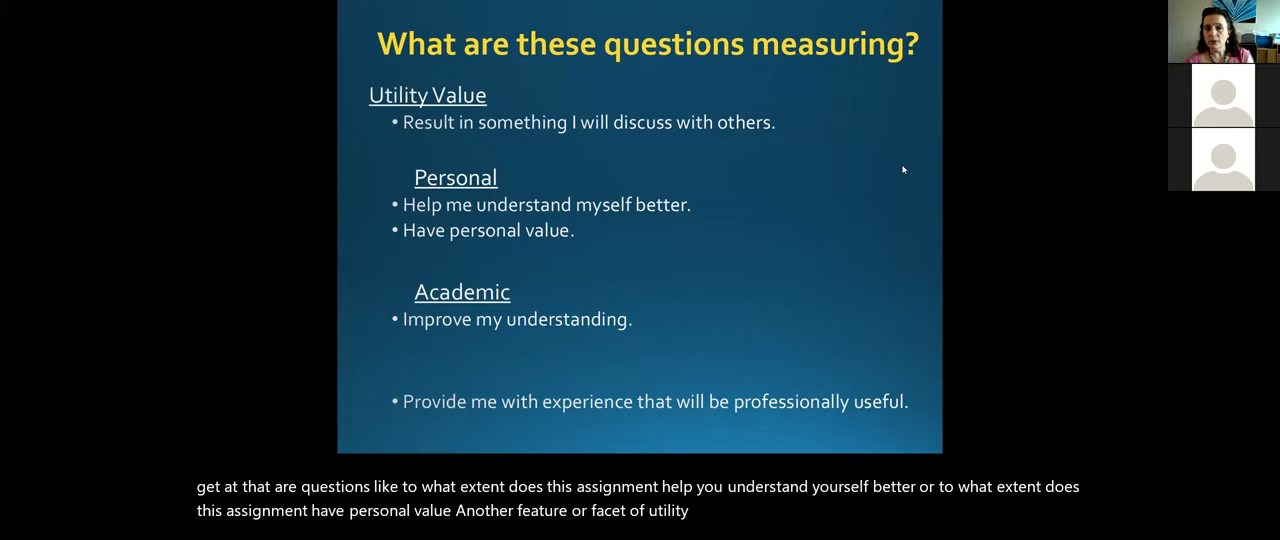 What are these questions measuring?
Utility Value
• Result in something I will discuss with others.
Personal
• Help me understand myself better.
• Have personal value.
Academic
• Improve my understanding.
• Provide me with experience that will be professionally useful.
get at that are questions like to what extent does this assignment help you understand yourself better or to what extent does
this assignment have personal value Another feature or facet of utility